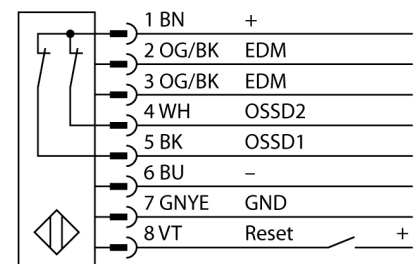 1 BN +
2 OG/BK EDM
3 OG/BK EDM
4 WH OSSD2
5 BK OSSD1
6 BU –
7 GNYE GND
8 VT Reset +